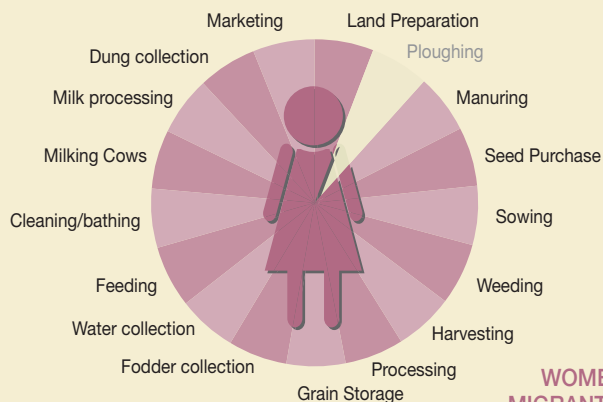 Marketing
Land Preparation
Ploughing
Dung collection
Manuring
Milk processing
Seed Purchase
Milking Cows
Sowing
Cleaning/bathing
Weeding
Feeding
Harvesting
Water collection
Processing
Fodder collection
Grain Storage